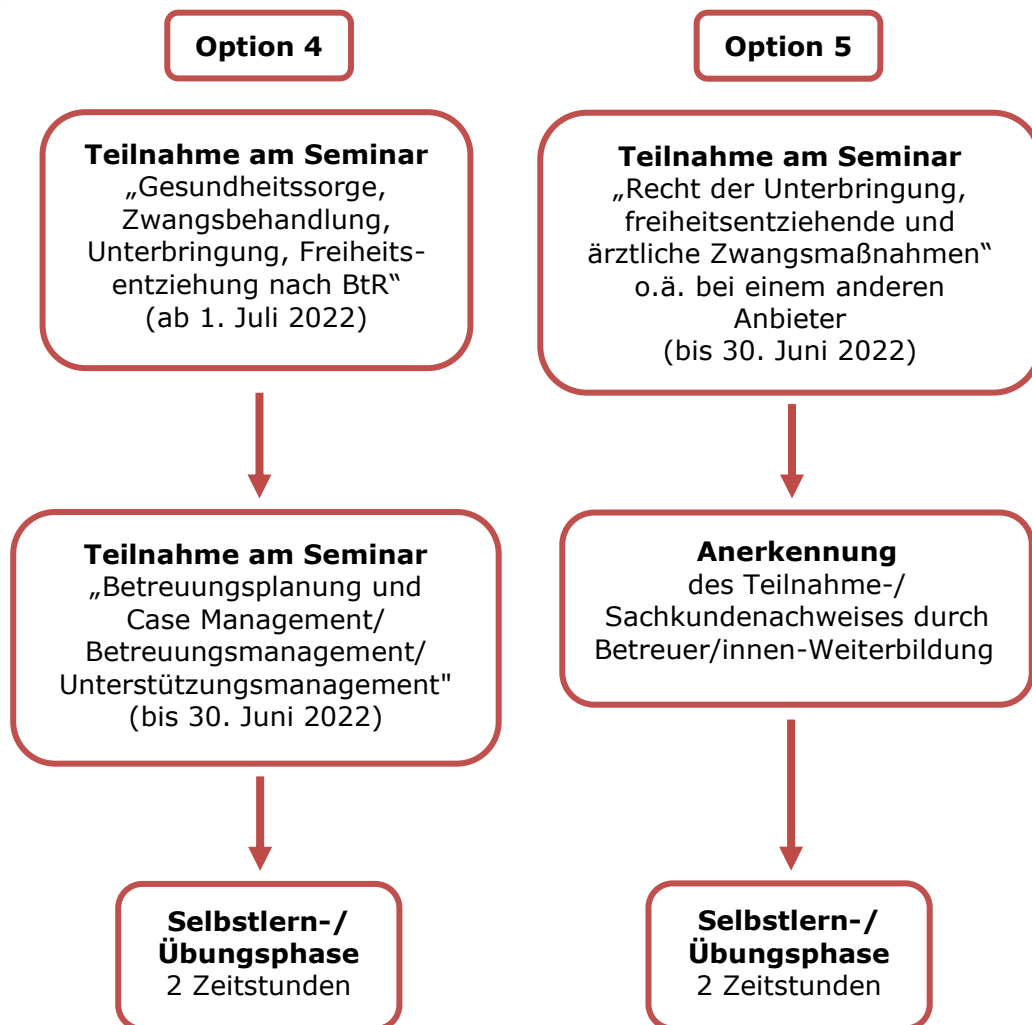 Option 4
Teilnahme am Seminar
„Gesundheitssorge,
Zwangsbehandlung,
Unterbringung, Freiheits-
entziehung nach BtR“
(ab 1. Juli 2022)
Teilnahme am Seminar
„Betreuungsplanung und
Case Management/
Betreuungsmanagement/
Unterstützungsmanagement"
(bis 30. Juni 2022)
Selbstlern-/
Übungsphase
2 Zeitstunden
Option 5
Teilnahme am Seminar
„Recht der Unterbringung,
freiheitsentziehende und
ärztliche Zwangsmaßnahmen“
o.ä. bei einem anderen
Anbieter
(bis 30. Juni 2022)
Anerkennung
des Teilnahme-/
Sachkundenachweises durch
Betreuer/innen-Weiterbildung
Selbstlern-/
Übungsphase
2 Zeitstunden